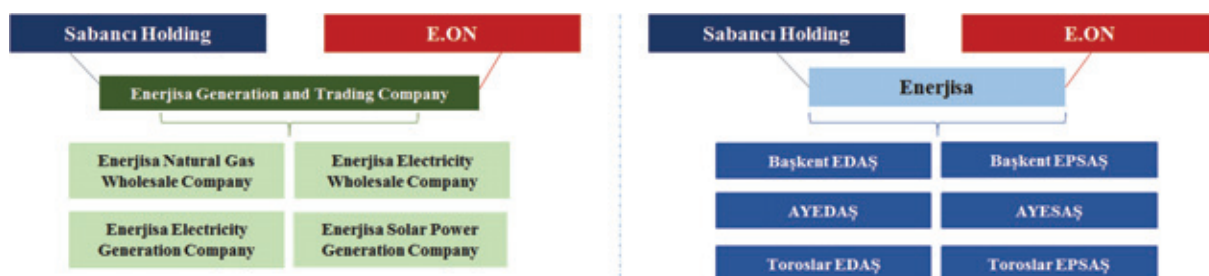 Sabancı Holding
E.ON
Enerjisa Generation and Trading Company
Enerjisa Natural Gas
Wholesale Company
Enerjisa Electricity
Wholesale Company
Enerjisa Electricity
Generation Company
Enerjisa Solar Power
Generation Company
Sabancı Holding
E.ON
Enerjisa
Başkent EDAŞ
Başkent EPSAŞ
AYEDAŞ
AYESAŞ
Toroslar EDAŞ
Toroslar EPSAŞ